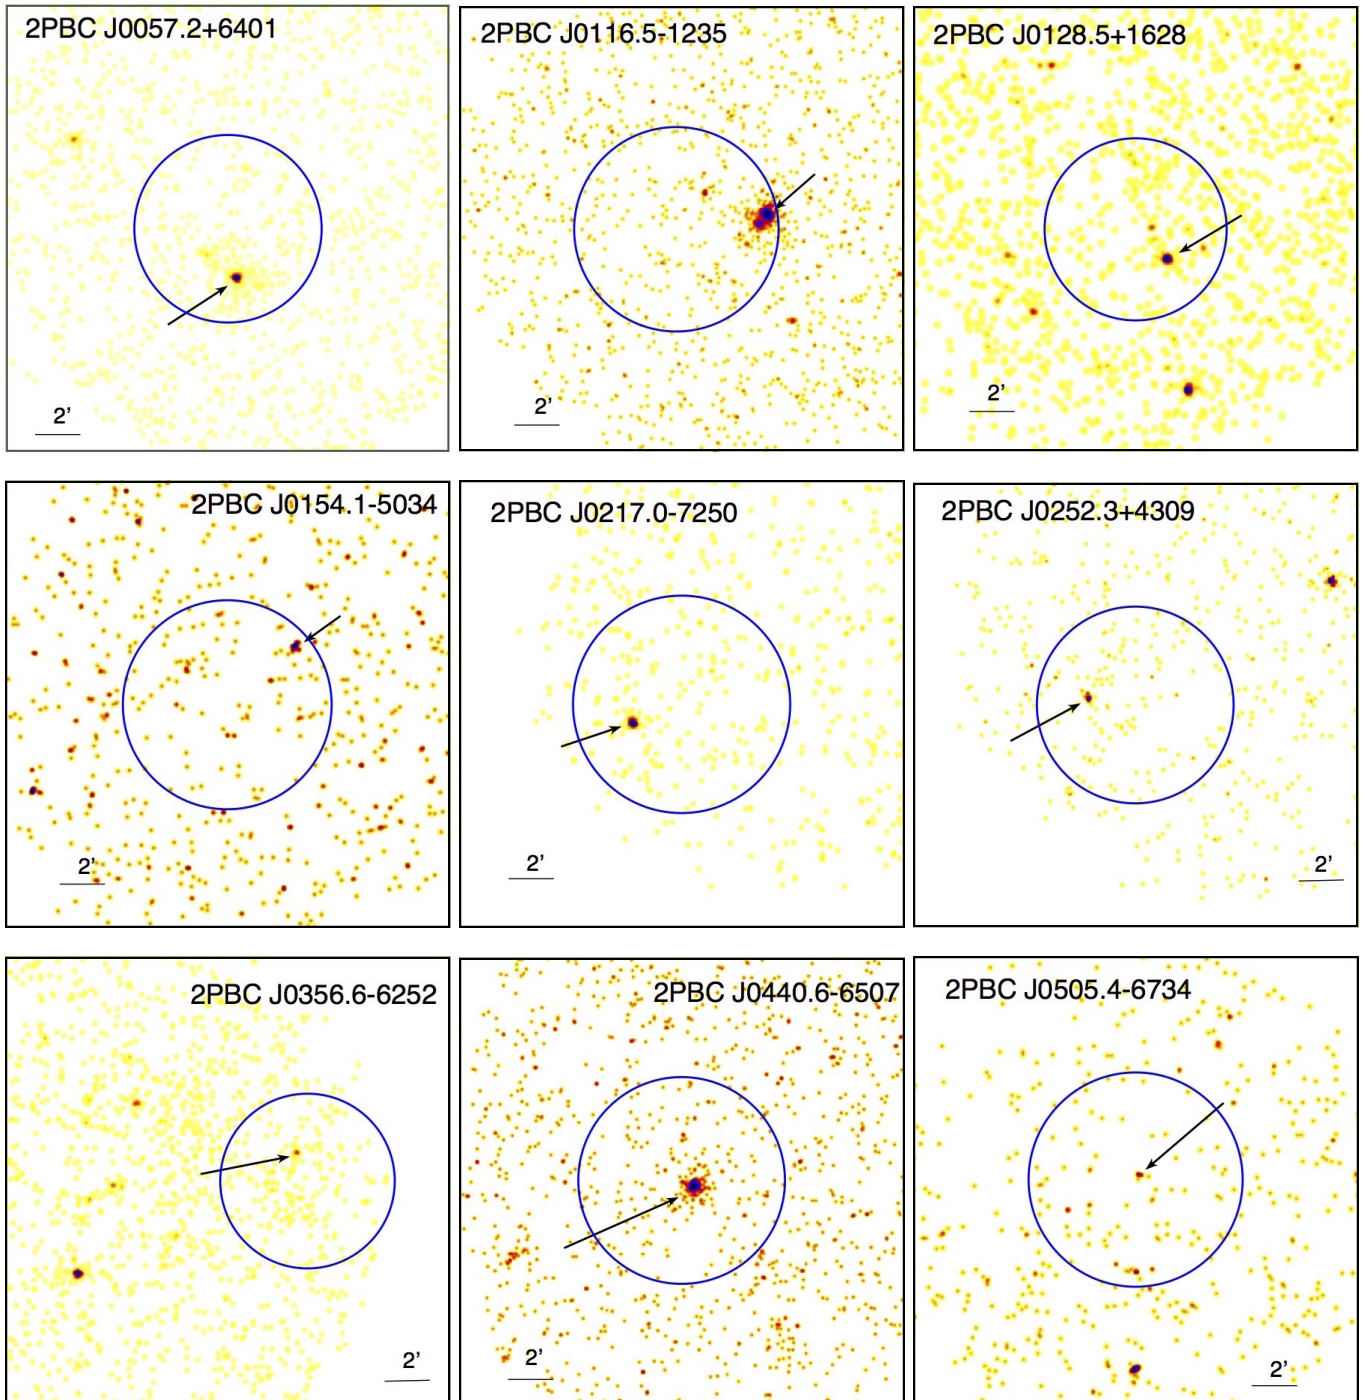 2PBC J0057.2+6401
2'
2PBC J0116.5-1235
2'
2PBC J0128.5+1628
2'
2PBC J0154.1-5034
2'
2PBC J0217.0-7250
2'
2PBC J0252.3+4309
2'
2PBC J0356.6-6252
2'
2PBC J0440.6-6507
2'
2PBC J0505.4-6734
2'